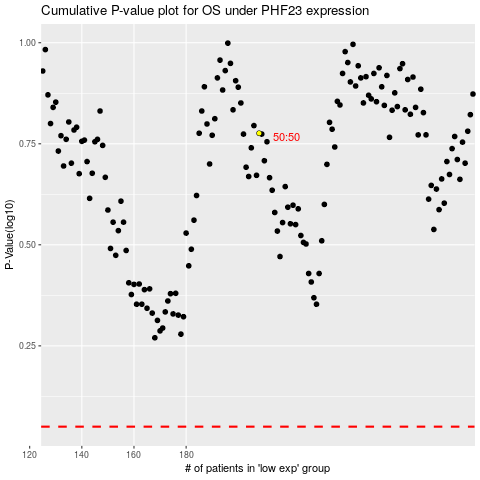 Cumulative P-value plot for OS under PHF23 expression
P-Value(log10)
1.00
0.75
0.50
0.25
50:50
120 140 160 180
# of patients in 'low exp' group